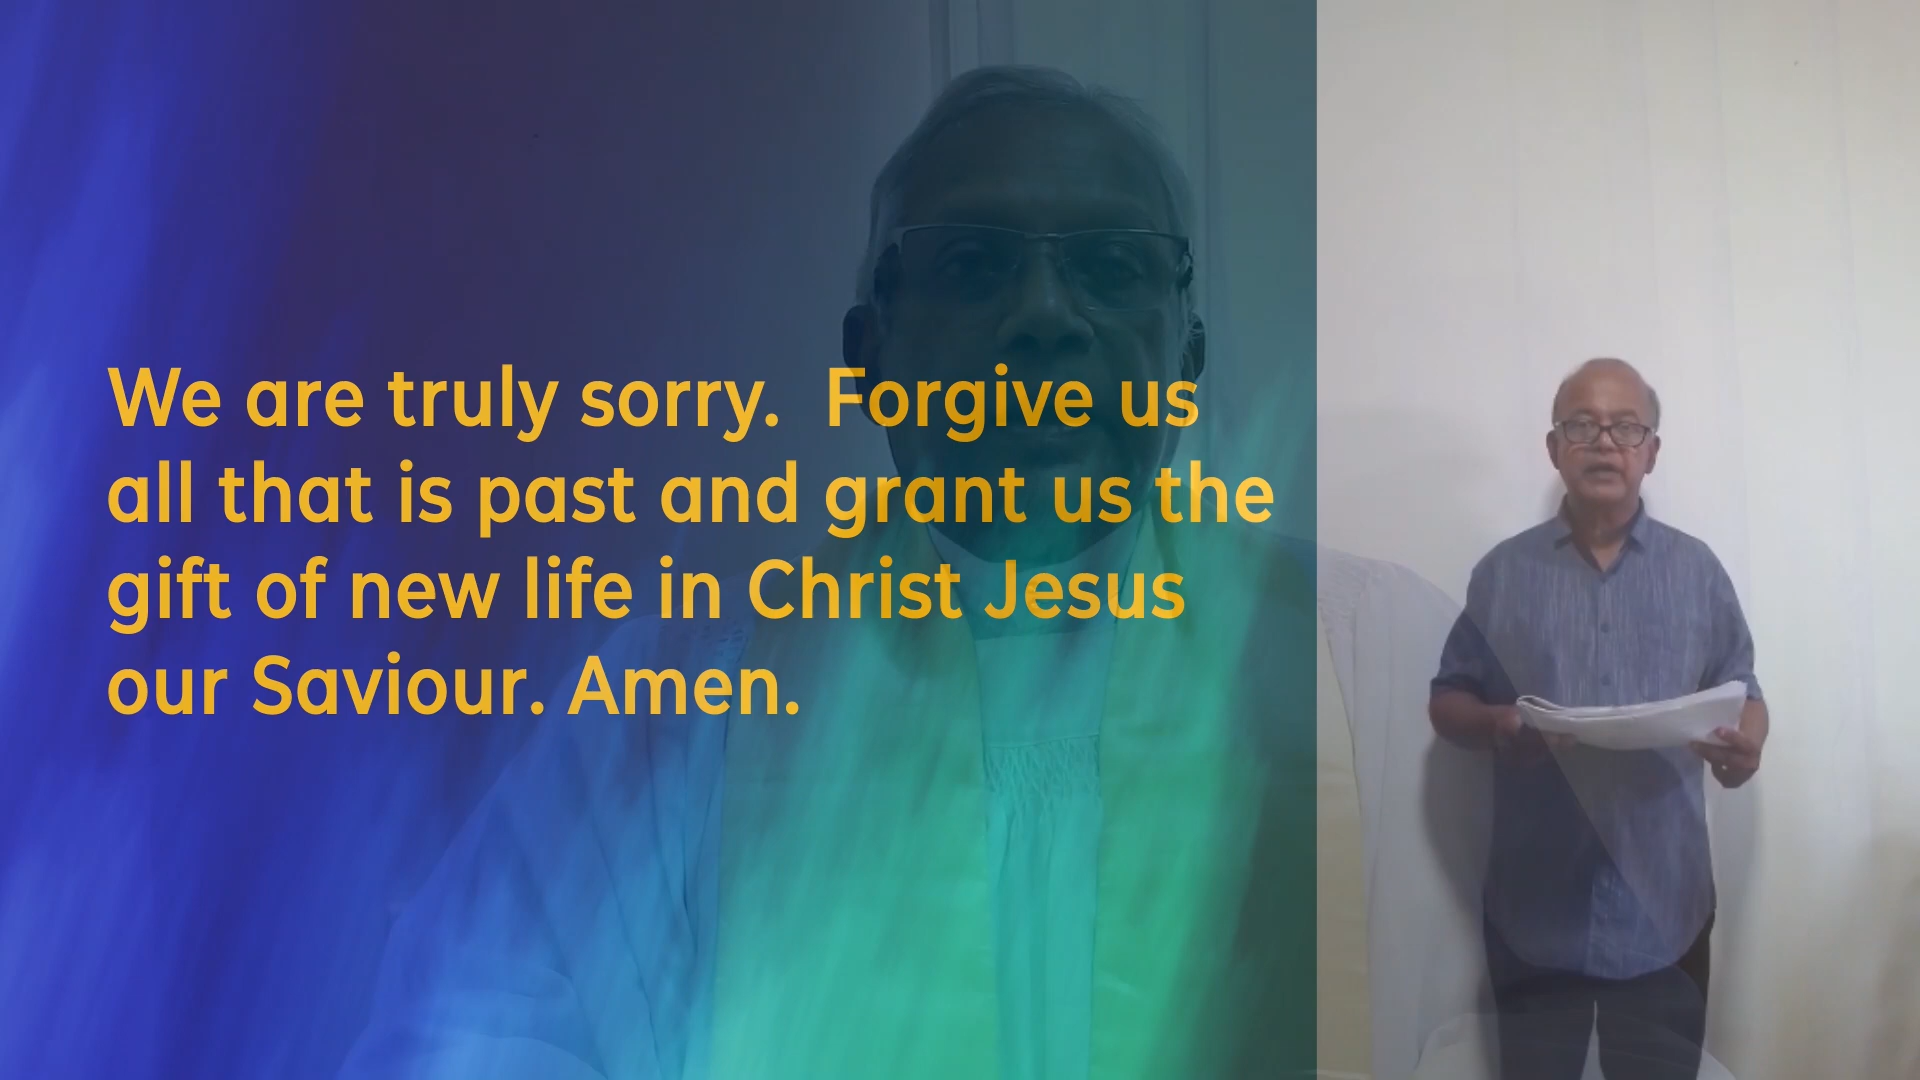 We are truly sorry.  Forgive us
all that is past and grant us the
gift of new life in Christ Jesus
our Saviour. Amen.